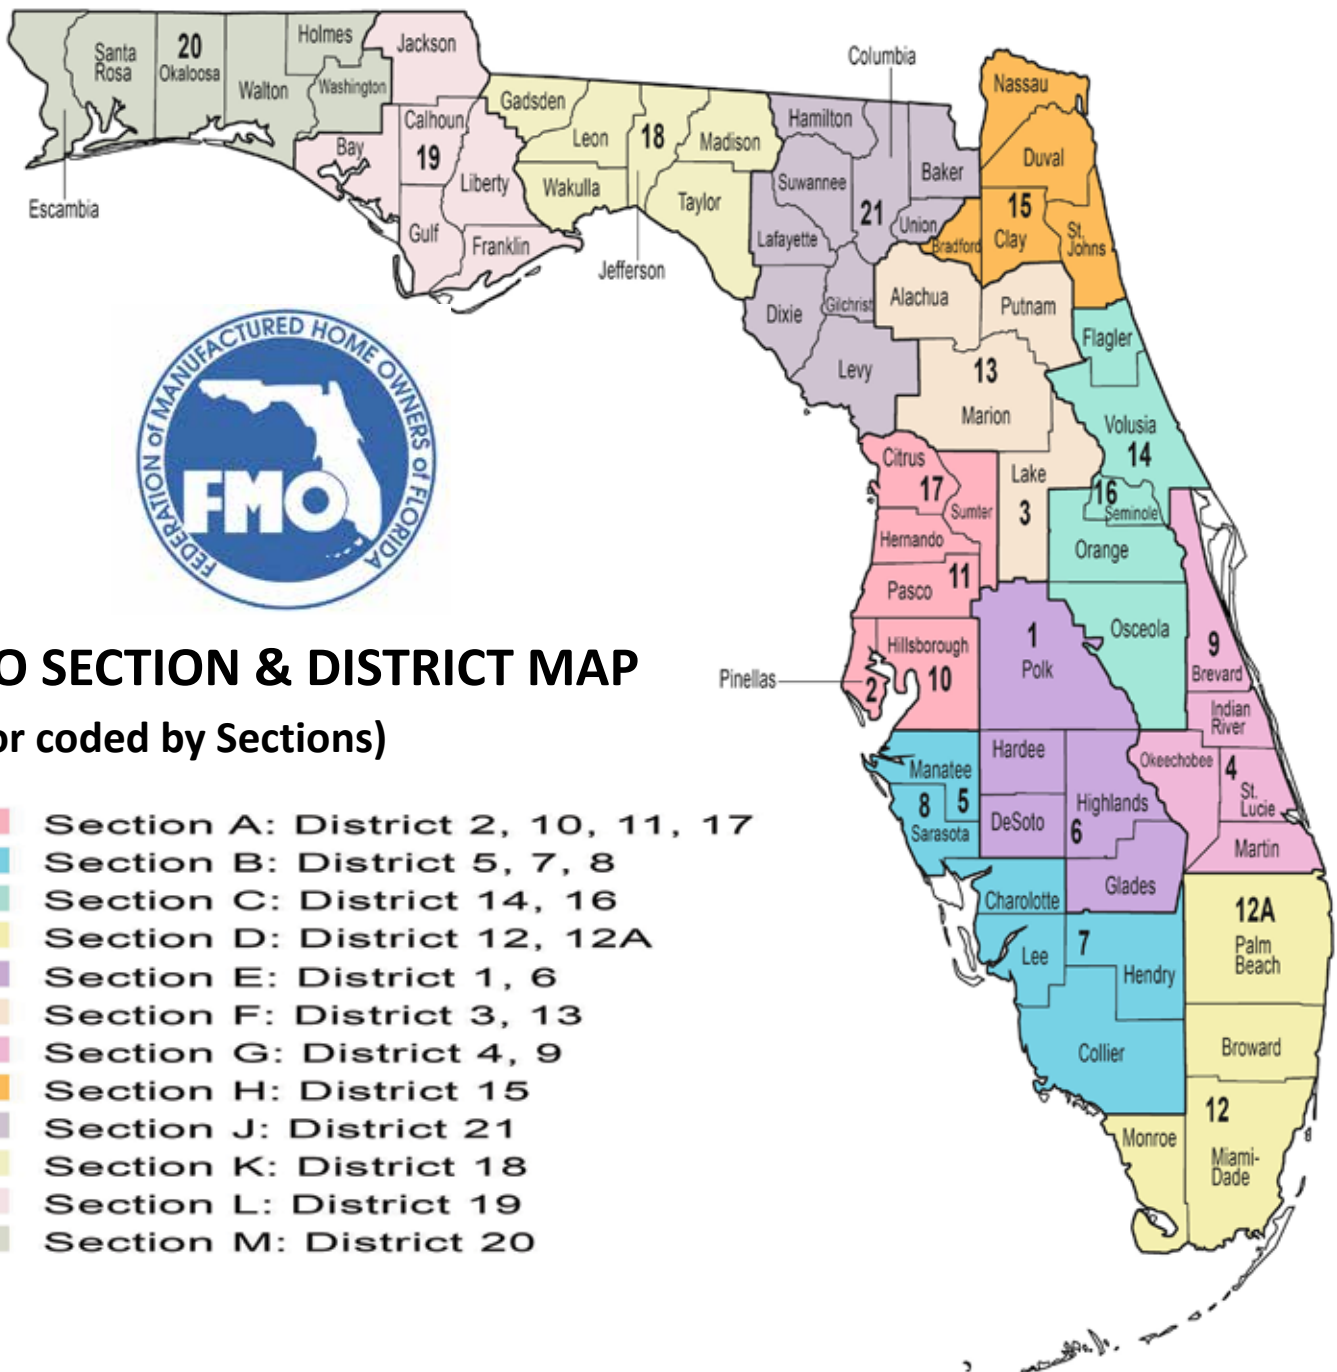 Holmes
Jackson
Santa
Rosa
20
Okaloosa
Walton
Washington
Escambia
Bay
Calhoun
19
Liberty
Gulf
Franklin
Gadsden
Leon
18
Madison
Wakulla
Taylor
Jefferson
Columbia
Hamilton
Suwannee
Baker
21
Union
Lafayette
Dixie
Gilchrist
Levy
Nassau
Duval
15
Clay
Bradford
St.
Johns
Alachua
Putnam
13
Marion
Flagler
Volusia
14
Citrus
17
Sumter
Lake
3
16
Seminole
Orange
Hernando
11
Pasco
Hillsborough
10
Pinellas
2
1
Polk
Osceola
9
Brevard
Indian
River
Okeechobee
4
St.
Lucie
Martin
Hardee
DeSoto
Highlands
6
Glades
Manatee
8
5
Sarasota
Charolotte
Lee
7
Hendry
Collier
12A
Palm
Beach
Broward
12
Miami-
Dade
Monroe
FEDERATION of MANUFACTURED HOME OWNERS of FLORIDA
FMO
O SECTION & DISTRICT MAP
or coded by Sections)
Section A: District 2, 10, 11, 17
Section B: District 5, 7, 8
Section C: District 14, 16
Section D: District 12, 12A
Section E: District 1, 6
Section F: District 3, 13
Section G: District 4, 9
Section H: District 15
Section J: District 21
Section K: District 18
Section L: District 19
Section M: District 20